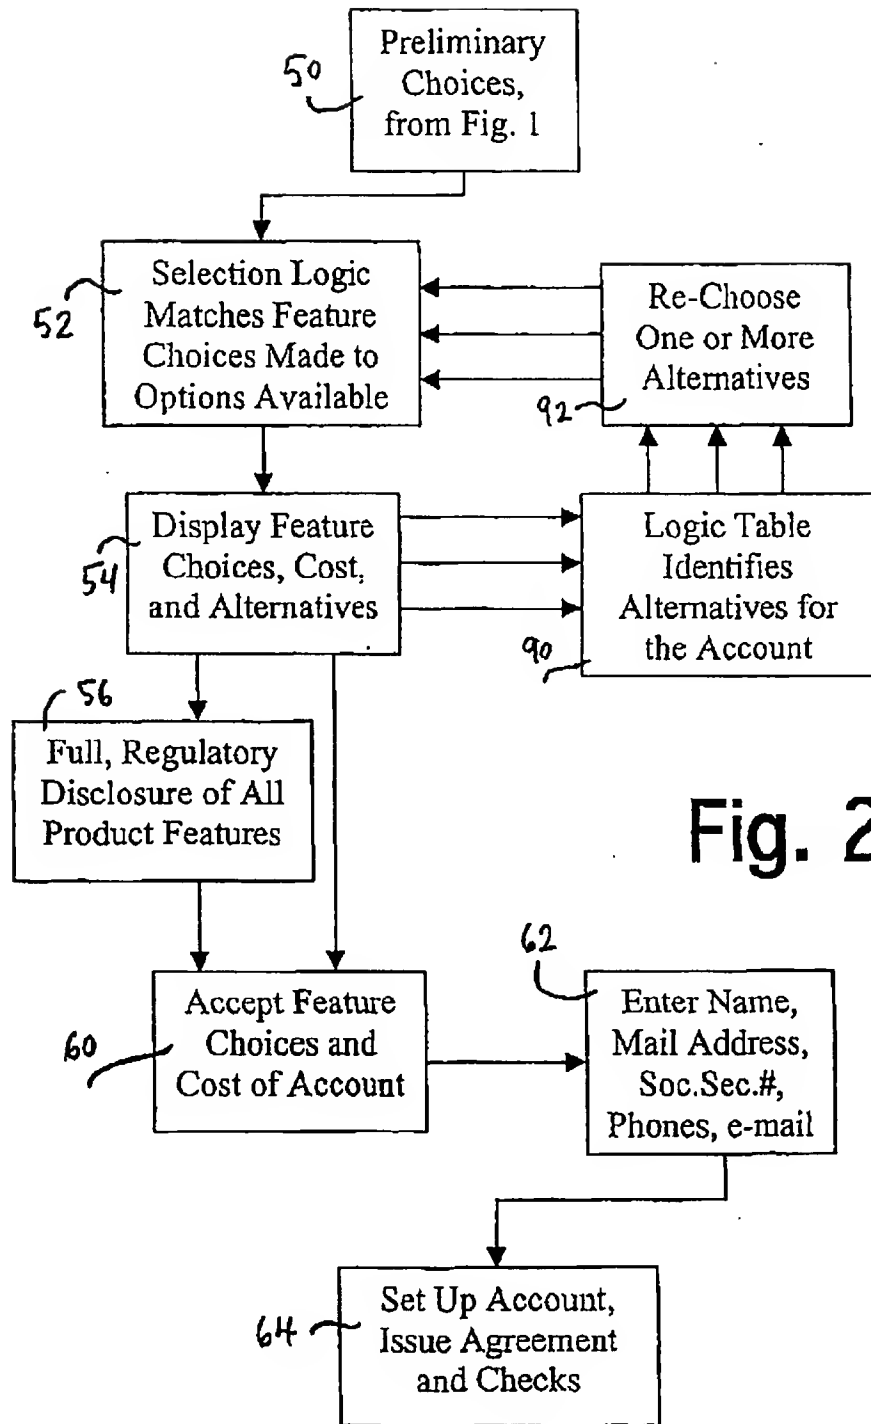 50
Preliminary
Choices,
from Fig. 1
52
Selection Logic
Matches Feature
Choices Made to
Options Available
Re-Choose
One or More
Alternatives
92
54
Display Feature
Choices, Cost,
and Alternatives
Logic Table
Identifies
Alternatives for
the Account
90
56
Full, Regulatory
Disclosure of All
Product Features
Fig. 2
60
Accept Feature
Choices and
Cost of Account
62
Enter Name,
Mail Address,
Soc.Sec.#,
Phones, e-mail
64
Set Up Account,
Issue Agreement
and Checks